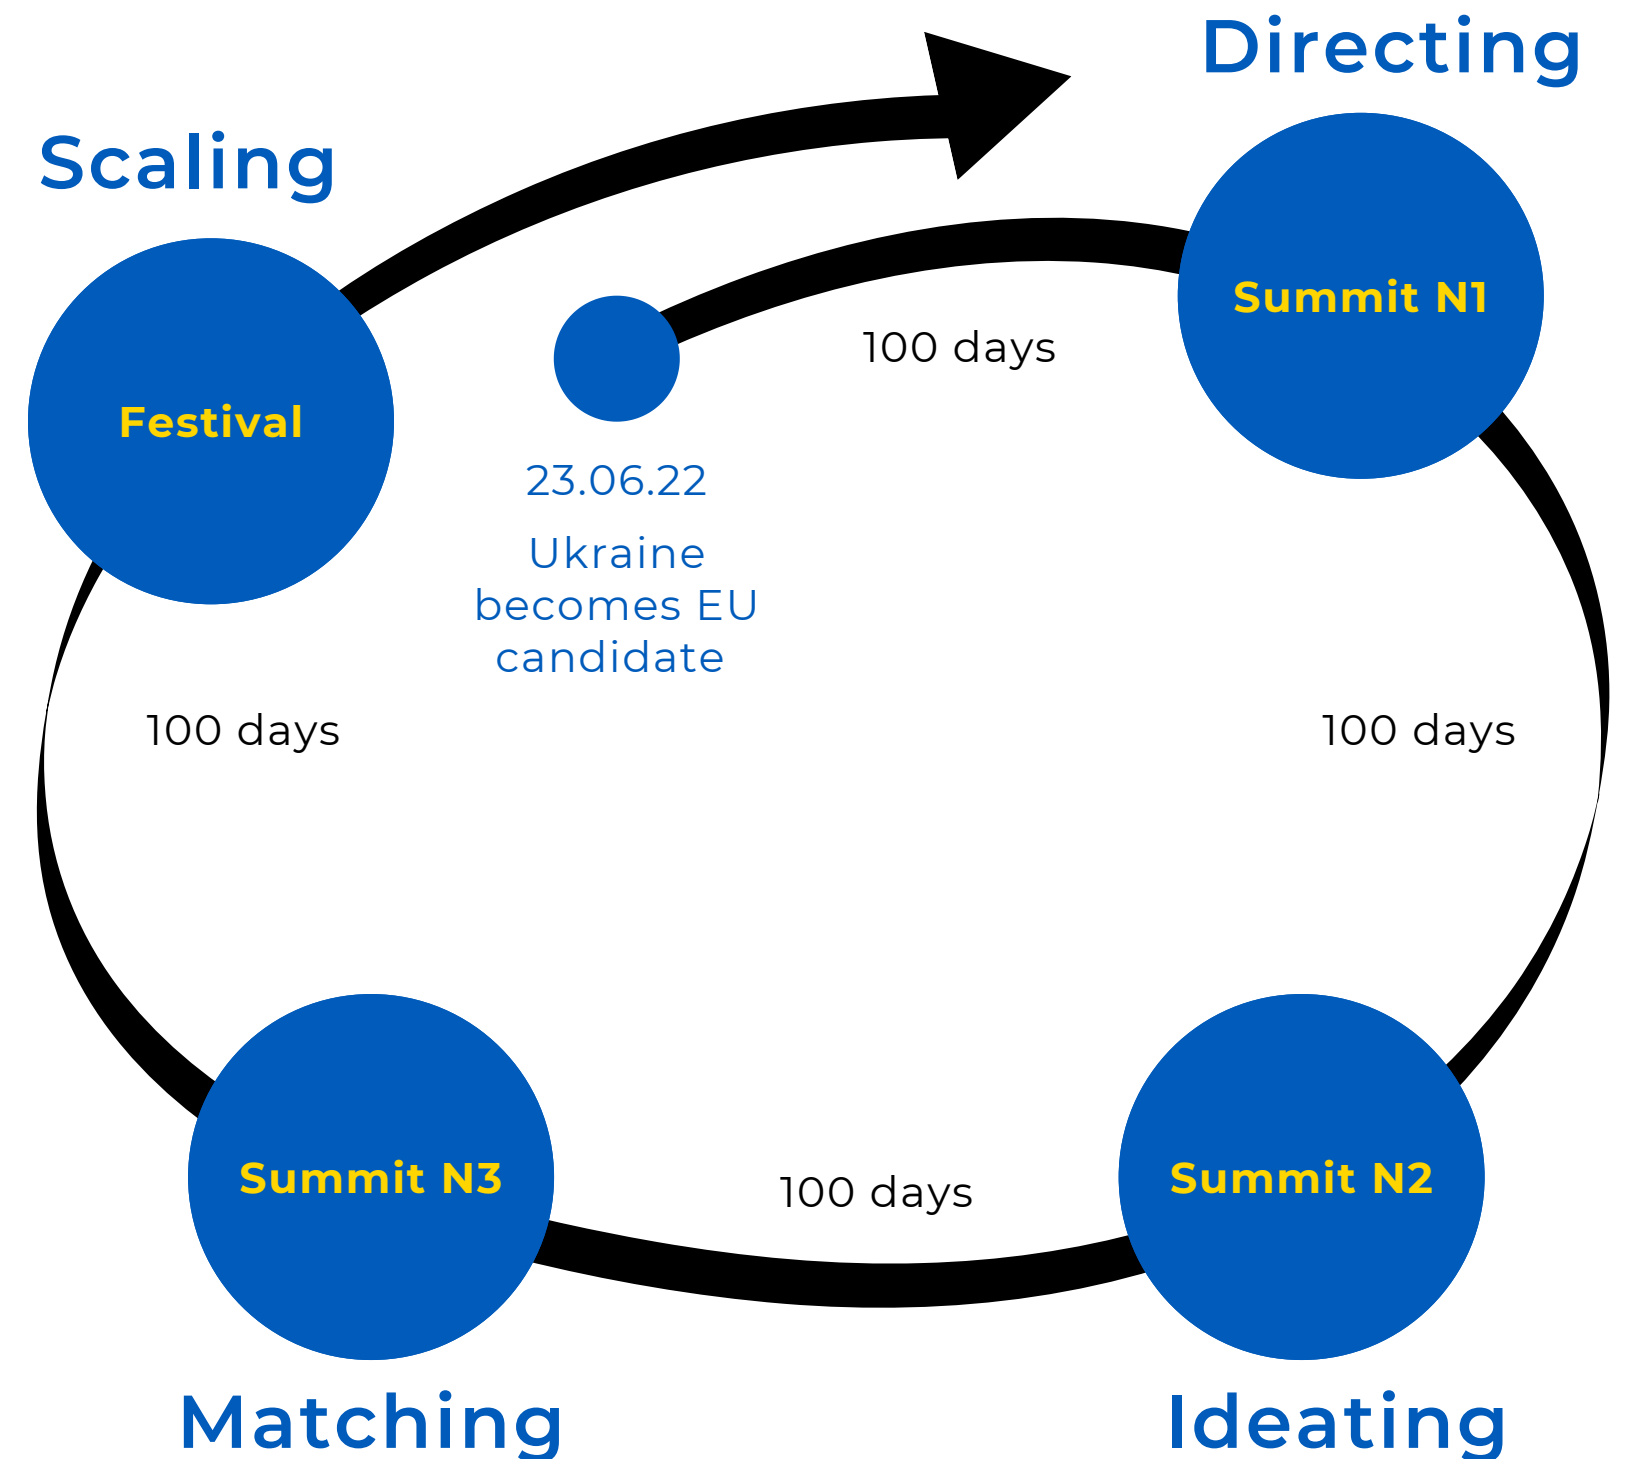 Directing
Scaling
Summit N1
100 days
Festival
23.06.22
Ukraine
becomes EU
candidate
100 days
100 days
Summit N3
100 days
Summit N2
Matching
Ideating